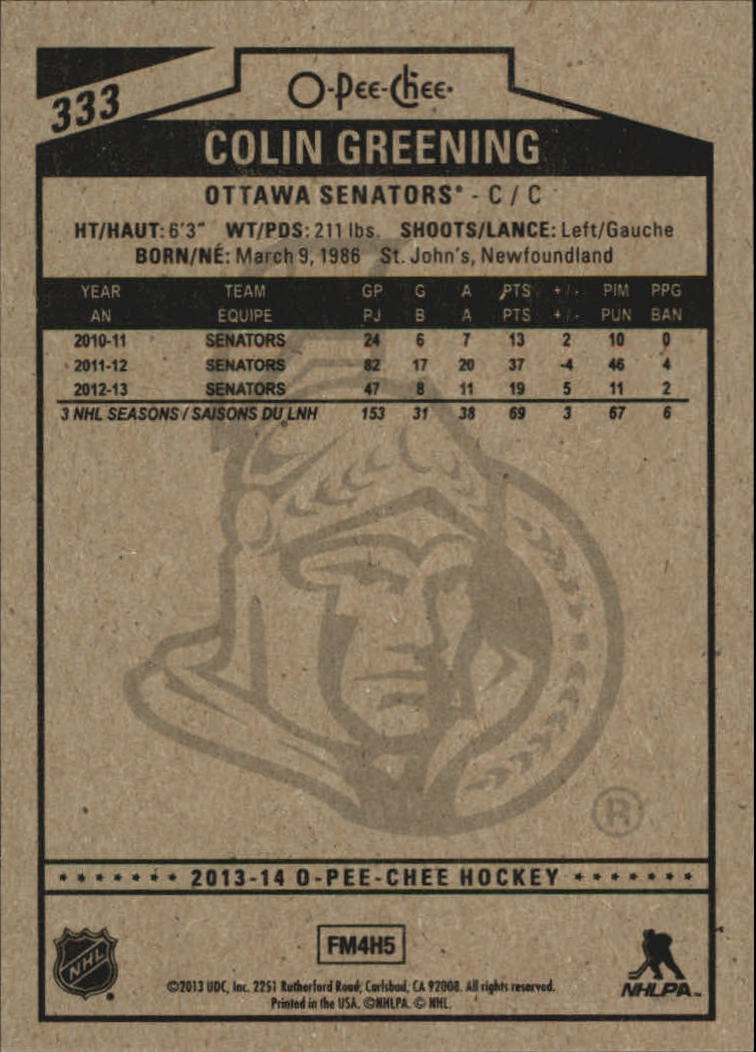 333
O-Pee-Chee
COLIN GREENING
OTTAWA SENATORS® - C / C
HT/HAUT: 6'3" WT/PDS: 211 lbs. SHOOTS/LANCE: Left/Gauche
BORN/NÉ: March 9, 1986 St. John's, Newfoundland
YEAR TEAM GP G A PTS +/- PIM PPG
AN ÉQUIPE PJ B A PTS +/- PUN BAN
2010-11 SENATORS 24 6 7 13 2 10 0
2011-12 SENATORS 82 17 20 37 -4 46 4
2012-13 SENATORS 47 8 11 19 5 11 2
3 NHL SEASONS / SAISONS DU LNH 153 31 38 69 3 67 6
®
* * * * * * * 2013-14 O-PEE-CHEE HOCKEY * * * * * * *
FM4H5
NHL
©2013 UDC, Inc. 2251 Rutherford Road, Carlsbad, CA 92008. All rights reserved.
Printed in the USA. ©NHLPA. © NHL.
NHLPA™